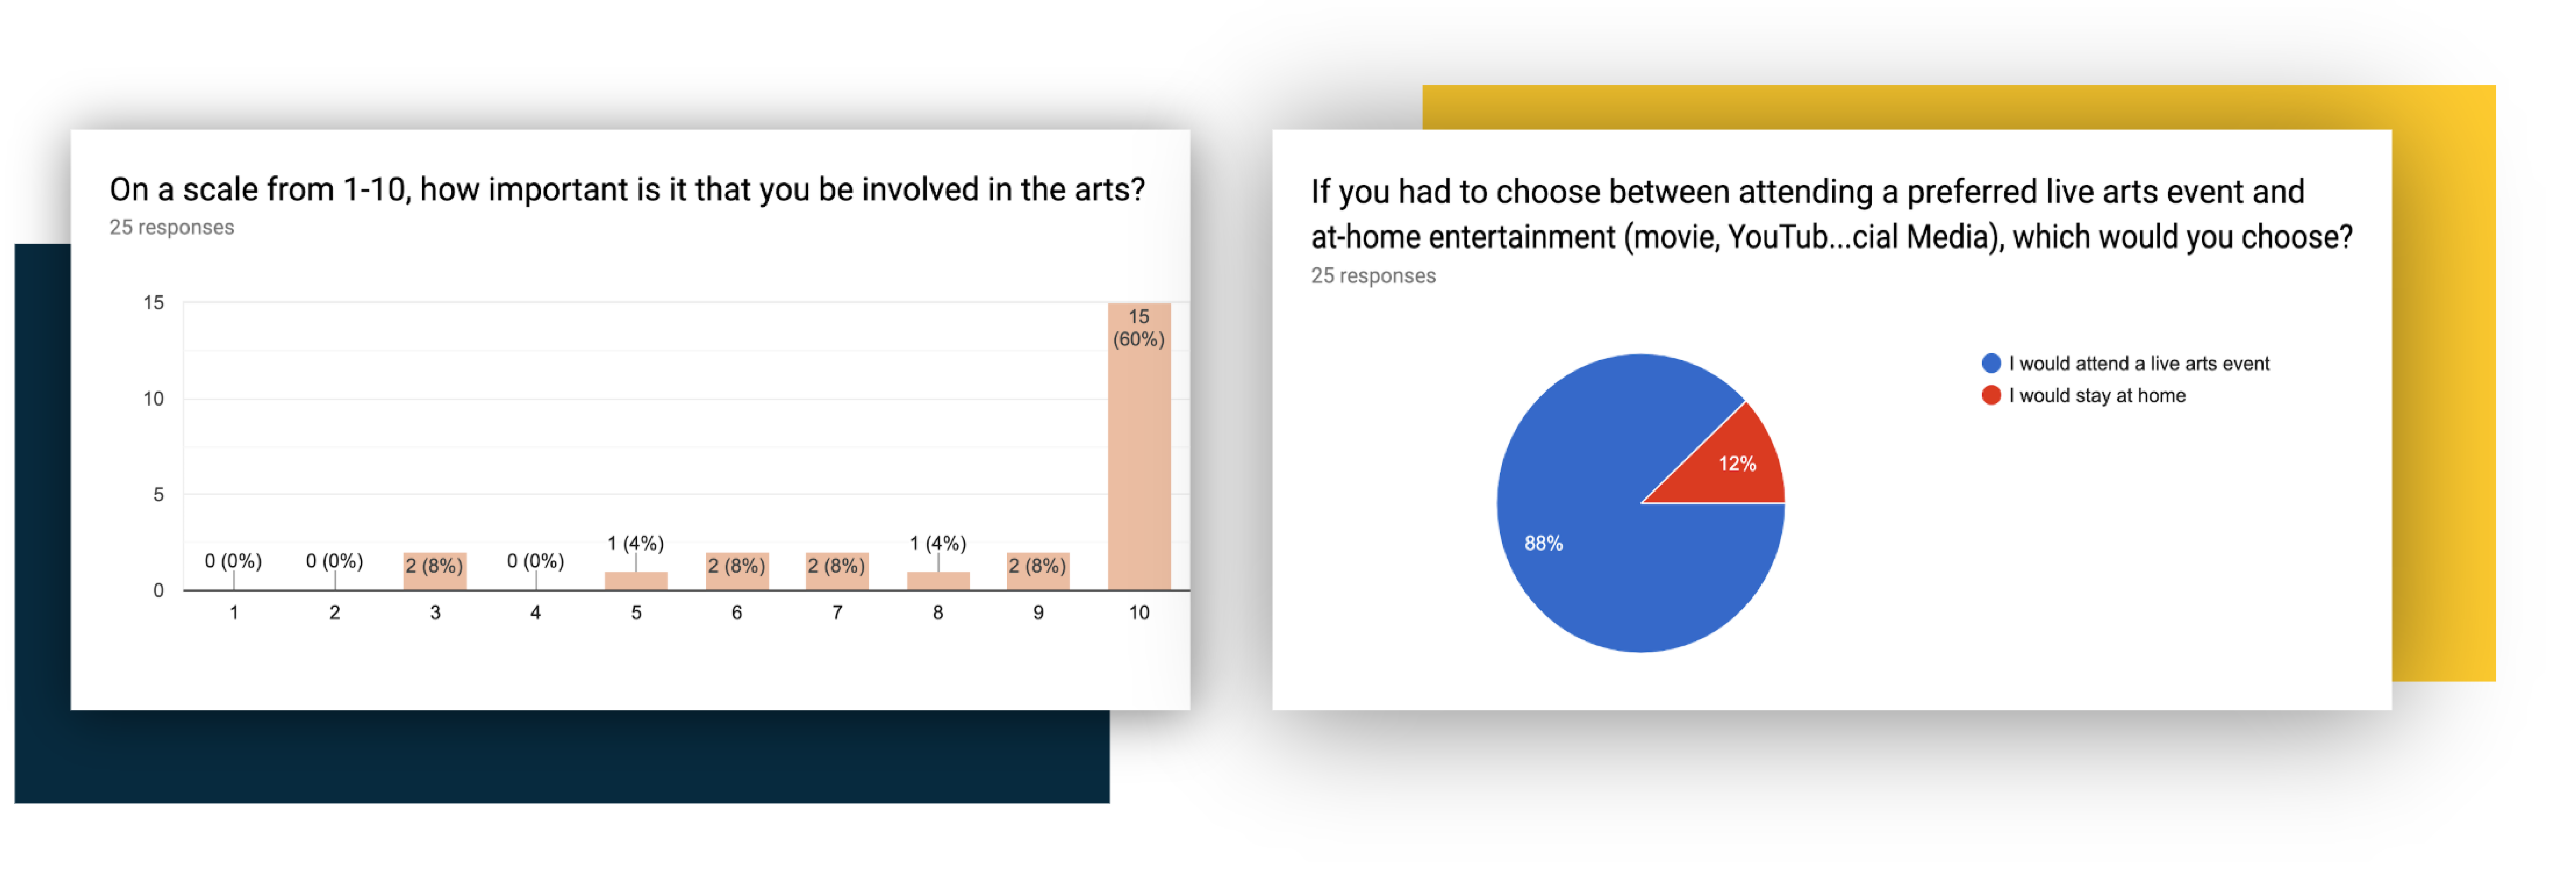 On a scale from 1-10, how important is it that you be involved in the arts?
25 responses
15
10
5
0
0 (0%)
0 (0%)
2 (8%)
0 (0%)
1 (4%)
2 (8%)
2 (8%)
1 (4%)
2 (8%)
15
(60%)
1 2 3 4 5 6 7 8 9 10
If you had to choose between attending a preferred live arts event and
at-home entertainment (movie, YouTub...cial Media), which would you choose?
25 responses
I would attend a live arts event
I would stay at home
12%
88%